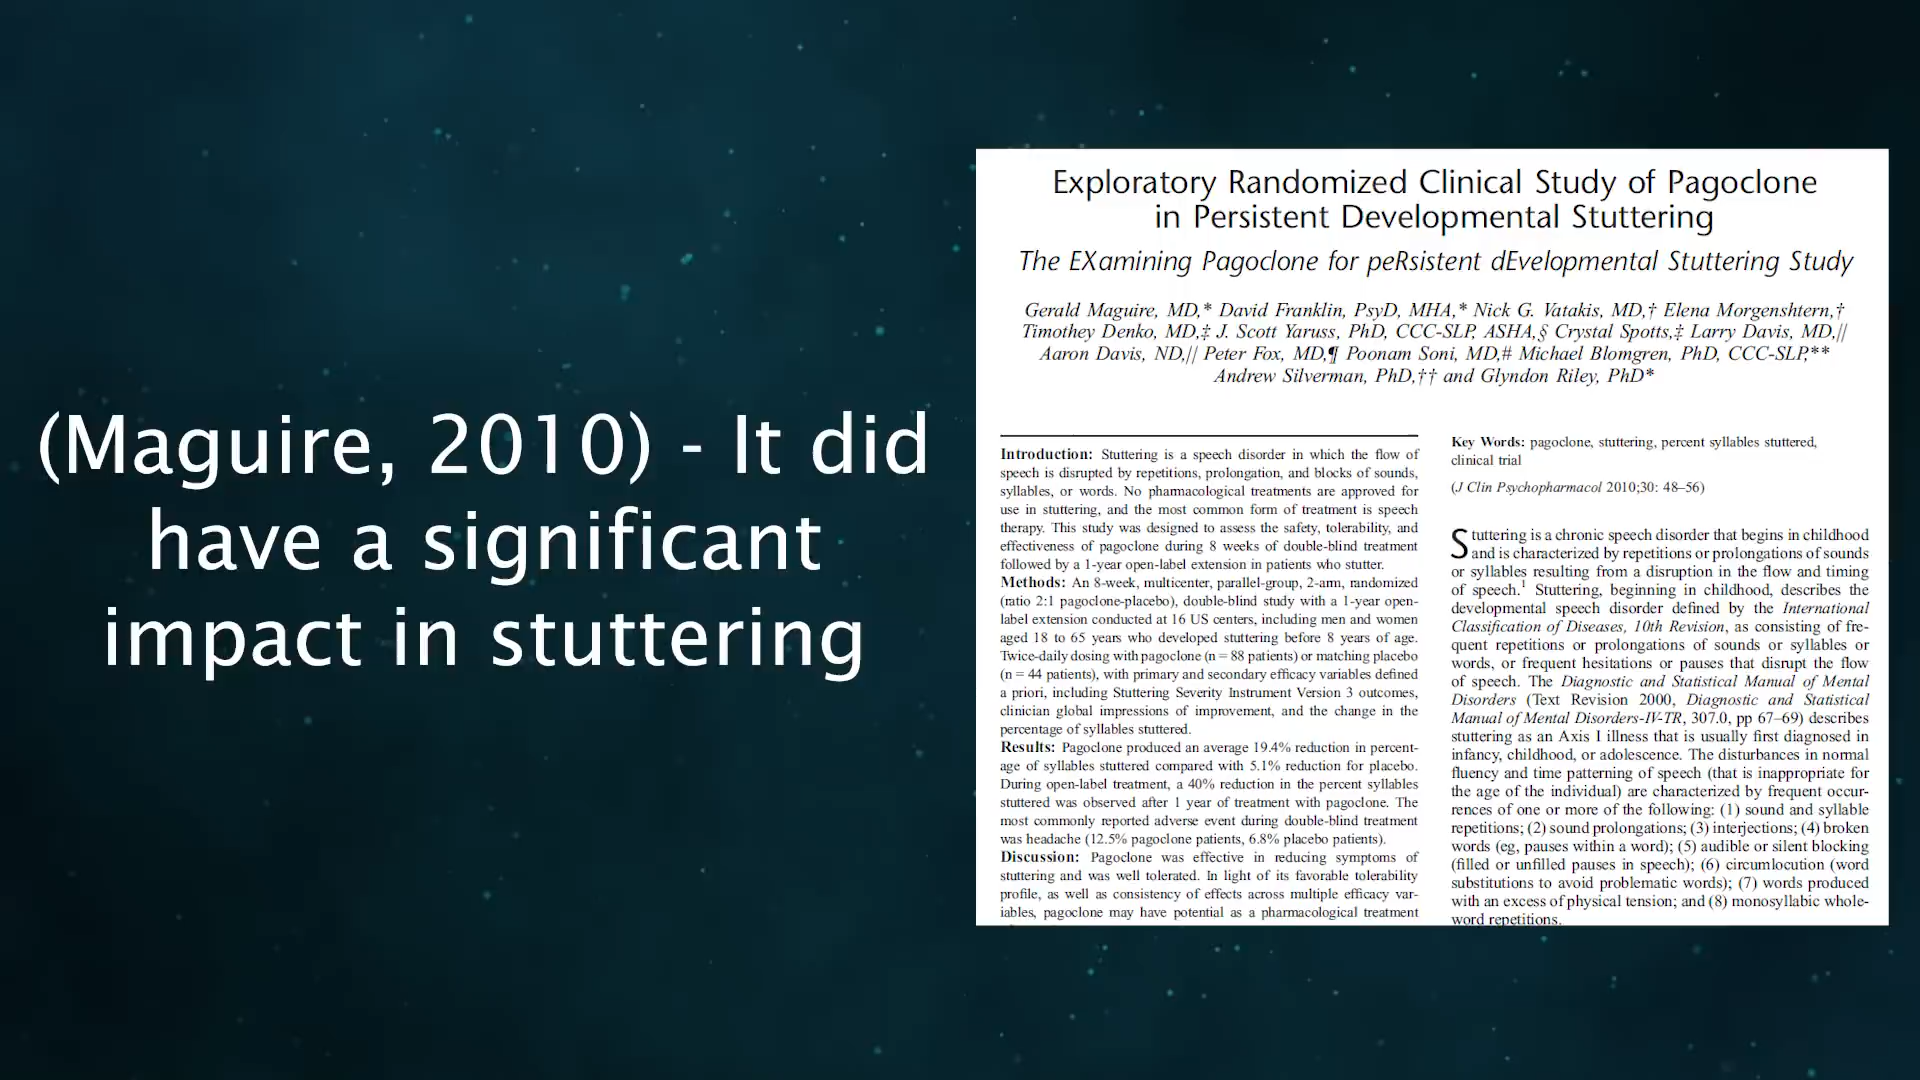 (Maguire, 2010) - It did
have a significant
impact in stuttering
Exploratory Randomized Clinical Study of Pagoclone
in Persistent Developmental Stuttering
The EXamining Pagoclone for peRsistent dEvelopmental Stuttering Study
Gerald Maguire, MD,* David Franklin, PsyD, MHA,* Nick G. Vatakis, MD,† Elena Morgenshtern,†
Timothey Denko, MD,‡ J. Scott Yaruss, PhD, CCC-SLP, ASHA,§ Crystal Spotts,‡ Larry Davis, MD,||
Aaron Davis, ND,|| Peter Fox, MD,¶ Poonam Soni, MD,# Michael Blomgren, PhD, CCC-SLP,**
Andrew Silverman, PhD,†† and Glyndon Riley, PhD*
Introduction: Stuttering is a speech disorder in which the flow of
speech is disrupted by repetitions, prolongation, and blocks of sounds,
syllables, or words. No pharmacological treatments are approved for
use in stuttering, and the most common form of treatment is speech
therapy. This study was designed to assess the safety, tolerability, and
effectiveness of pagoclone during 8 weeks of double-blind treatment
followed by a 1-year open-label extension in patients who stutter.
Methods: An 8-week, multicenter, parallel-group, 2-arm, randomized
(ratio 2:1 pagoclone-placebo), double-blind study with a 1-year open-
label extension conducted at 16 US centers, including men and women
aged 18 to 65 years who developed stuttering before 8 years of age.
Twice-daily dosing with pagoclone (n = 88 patients) or matching placebo
(n = 44 patients), with primary and secondary efficacy variables defined
a priori, including Stuttering Severity Instrument Version 3 outcomes,
clinician global impressions of improvement, and the change in the
percentage of syllables stuttered.
Results: Pagoclone produced an average 19.4% reduction in percent-
age of syllables stuttered compared with 5.1% reduction for placebo.
During open-label treatment, a 40% reduction in the percent syllables
stuttered was observed after 1 year of treatment with pagoclone. The
most commonly reported adverse event during double-blind treatment
was headache (12.5% pagoclone patients, 6.8% placebo patients).
Discussion: Pagoclone was effective in reducing symptoms of
stuttering and was well tolerated. In light of its favorable tolerability
profile, as well as consistency of effects across multiple efficacy var-
iables, pagoclone may have potential as a pharmacological treatment
Key Words: pagoclone, stuttering, percent syllables stuttered,
clinical trial
(J Clin Psychopharmacol 2010;30: 48–56)
Stuttering is a chronic speech disorder that begins in childhood
and is characterized by repetitions or prolongations of sounds
or syllables resulting from a disruption in the flow and timing
of speech.1 Stuttering, beginning in childhood, describes the
developmental speech disorder defined by the International
Classification of Diseases, 10th Revision, as consisting of fre-
quent repetitions or prolongations of sounds or syllables or
words, or frequent hesitations or pauses that disrupt the flow
of speech. The Diagnostic and Statistical Manual of Mental
Disorders (Text Revision 2000, Diagnostic and Statistical
Manual of Mental Disorders-IV-TR, 307.0, pp 67–69) describes
stuttering as an Axis I illness that is usually first diagnosed in
infancy, childhood, or adolescence. The disturbances in normal
fluency and time patterning of speech (that is inappropriate for
the age of the individual) are characterized by frequent occur-
rences of one or more of the following: (1) sound and syllable
repetitions; (2) sound prolongations; (3) interjections; (4) broken
words (eg, pauses within a word); (5) audible or silent blocking
(filled or unfilled pauses in speech); (6) circumlocution (word
substitutions to avoid problematic words); (7) words produced
with an excess of physical tension; and (8) monosyllabic whole-
word repetitions.